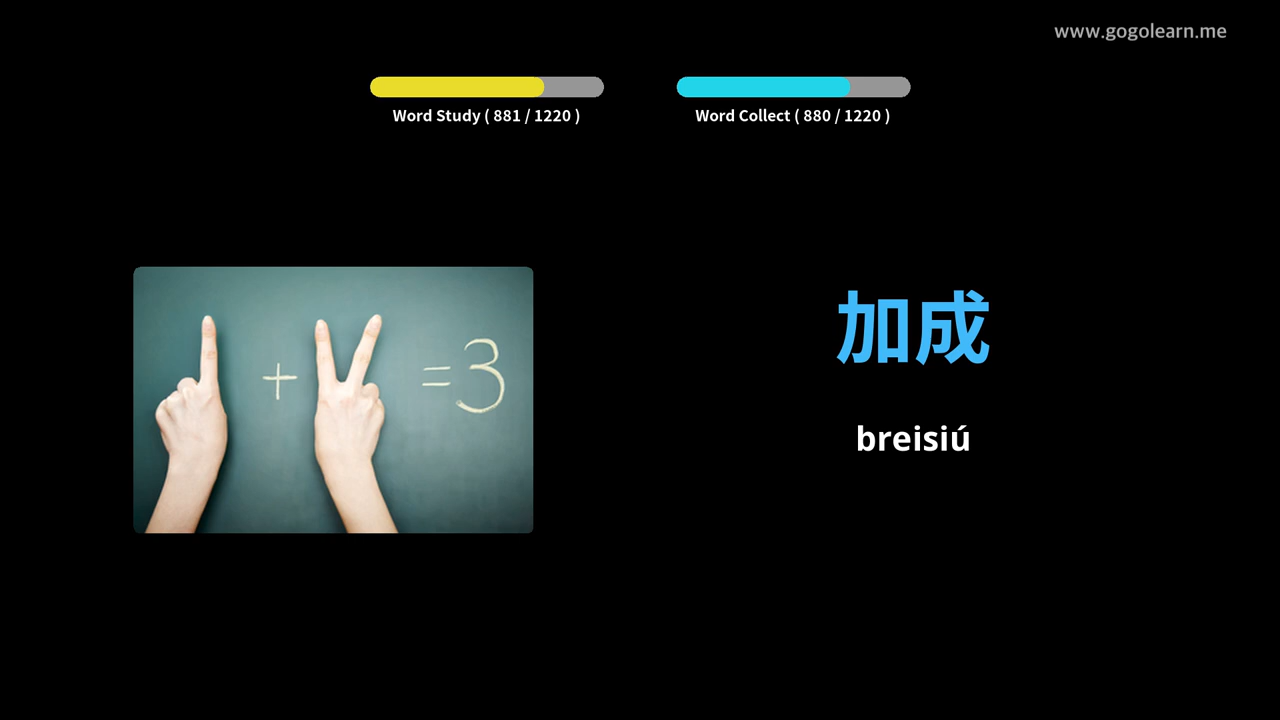 www.gogolearn.me
Word Study ( 881 / 1220 )
Word Collect ( 880 / 1220 )
+ = 3
加成
breisiú